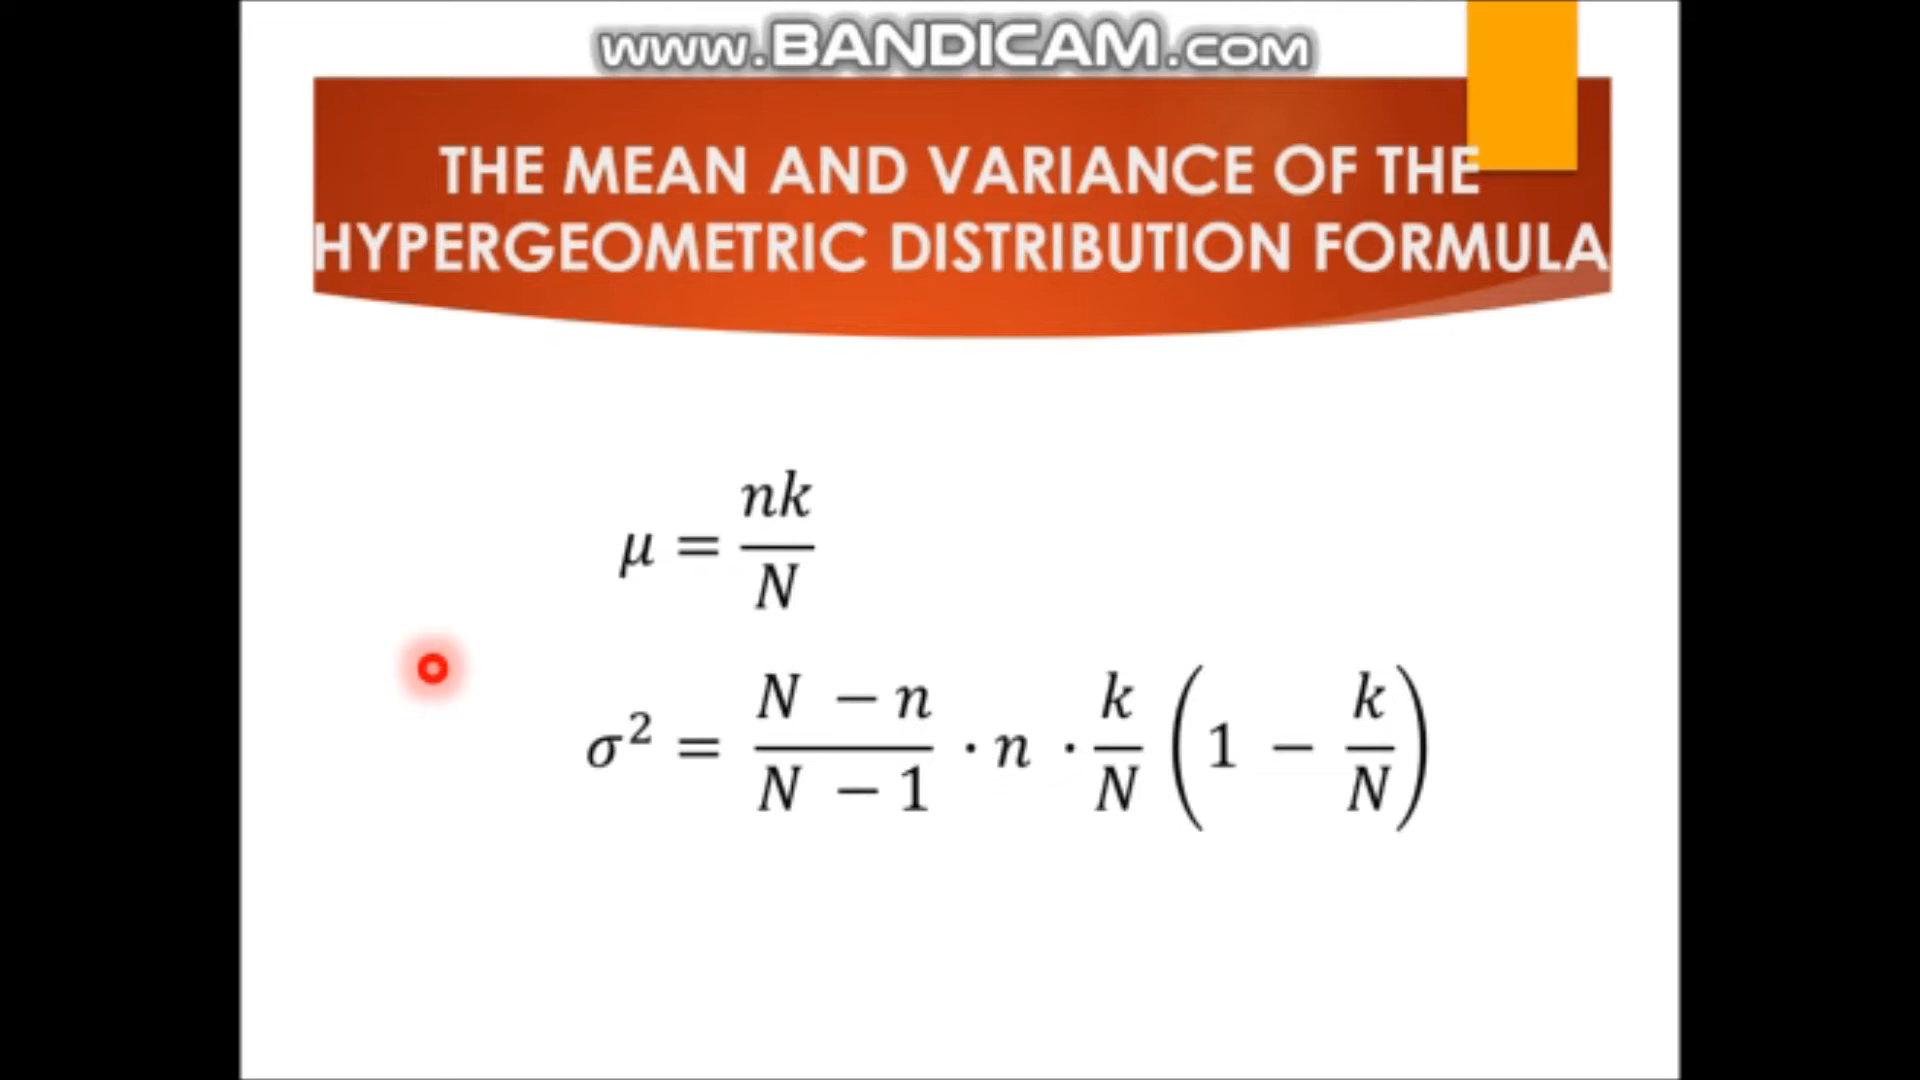 www.BANDICAM.com
THE MEAN AND VARIANCE OF THE
HYPERGEOMETRIC DISTRIBUTION FORMULA
μ = nk/N
σ² = N − n/N − 1 · n · k/N (1 − k/N)